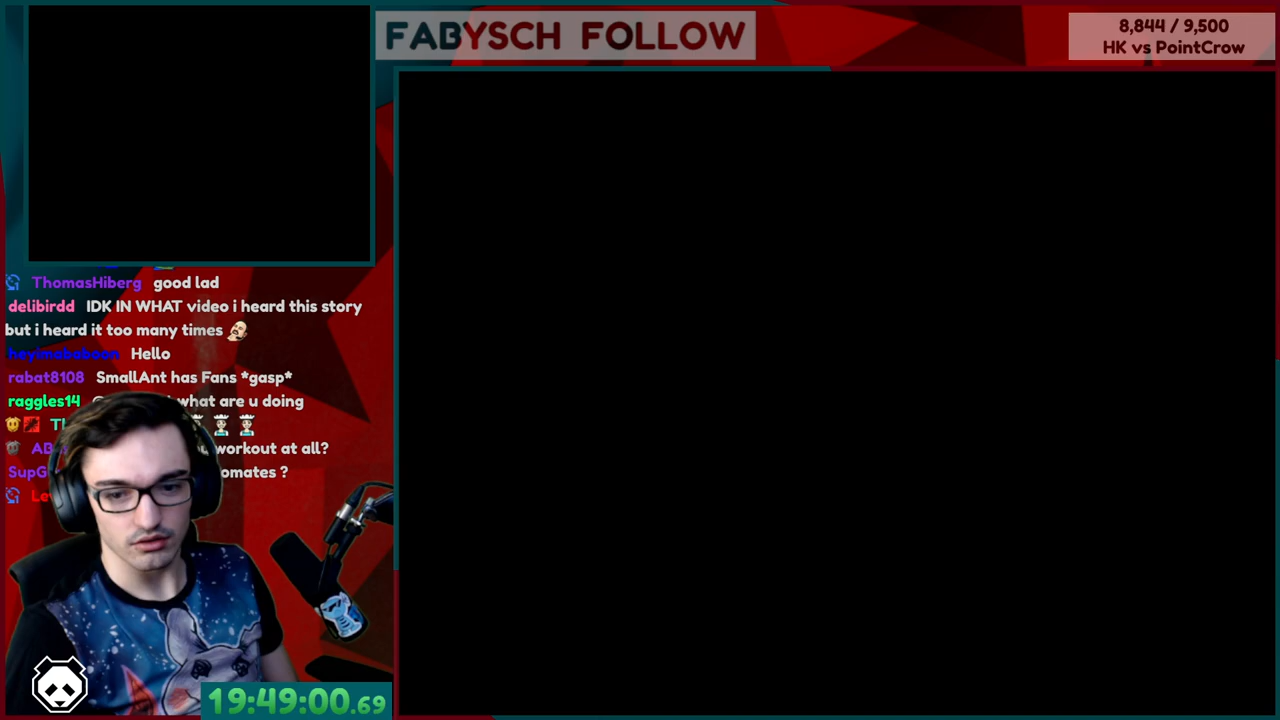 FABYSCH FOLLOW
8,844 / 9,500
HK vs PointCrow
ThomasHiberg good lad
delibirdd IDK IN WHAT video i heard this story
but i heard it too many times
heyimababoon Hello
rabat8108 SmallAnt has Fans *gasp*
raggles14 what are u doing
workout at all?
?
19:49:00.69